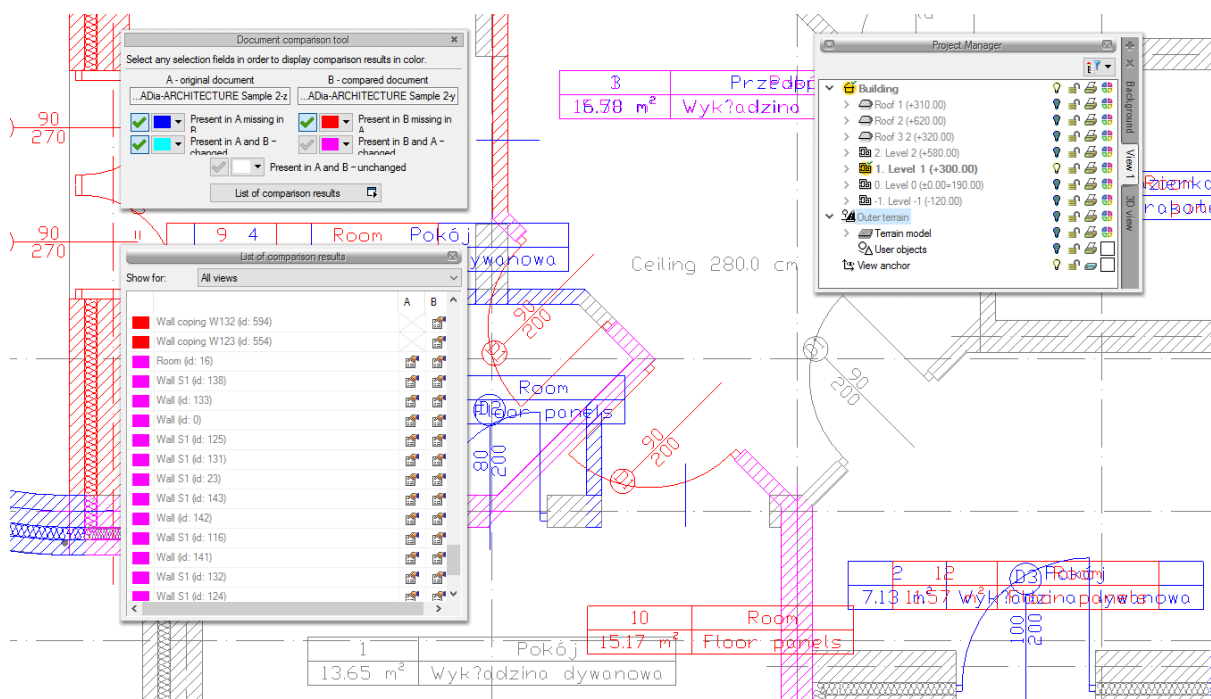 Document comparison tool
Select any selection fields in order to display comparison results in color.
A - original document
B - compared document
...ADia-ARCHITECTURE Sample 2-z
...ADia-ARCHITECTURE Sample 2-y
Present in A missing in B
Present in B missing in A
Present in A and B – changed
Present in B and A – changed
Present in A and B – unchanged
List of comparison results
Project Manager
Building
Roof 1 (+310.00)
Roof 2 (+620.00)
Roof 3 2 (+320.00)
2. Level 2 (+580.00)
1. Level 1 (+300.00)
0. Level 0 (±0.00=190.00)
-1. Level -1 (-120.00)
Outer terrain
Terrain model
User objects
View anchor
Background
View 1
3D view
List of comparison results
Show for:
All views
A B
Wall coping W132 (id: 594)
Wall coping W123 (id: 554)
Room (id: 16)
Wall S1 (id: 138)
Wall (id: 133)
Wall (id: 0)
Wall S1 (id: 125)
Wall S1 (id: 131)
Wall S1 (id: 23)
Wall S1 (id: 143)
Wall (id: 142)
Wall S1 (id: 116)
Wall (id: 141)
Wall S1 (id: 132)
Wall S1 (id: 124)
90
270
90
270
9 4 Room Pokój
ywanowa
3
m² Wyk?adzina
Ceiling 280.0 cm
90
200
D1
90
200
Room
Floor panels
D2
80
200
90
200
D1
2 12
7.13
D3
100
200
10 Room
15.17 m² Floor panels
1 Pokój
13.65 m² Wyk?adzina dywanowa